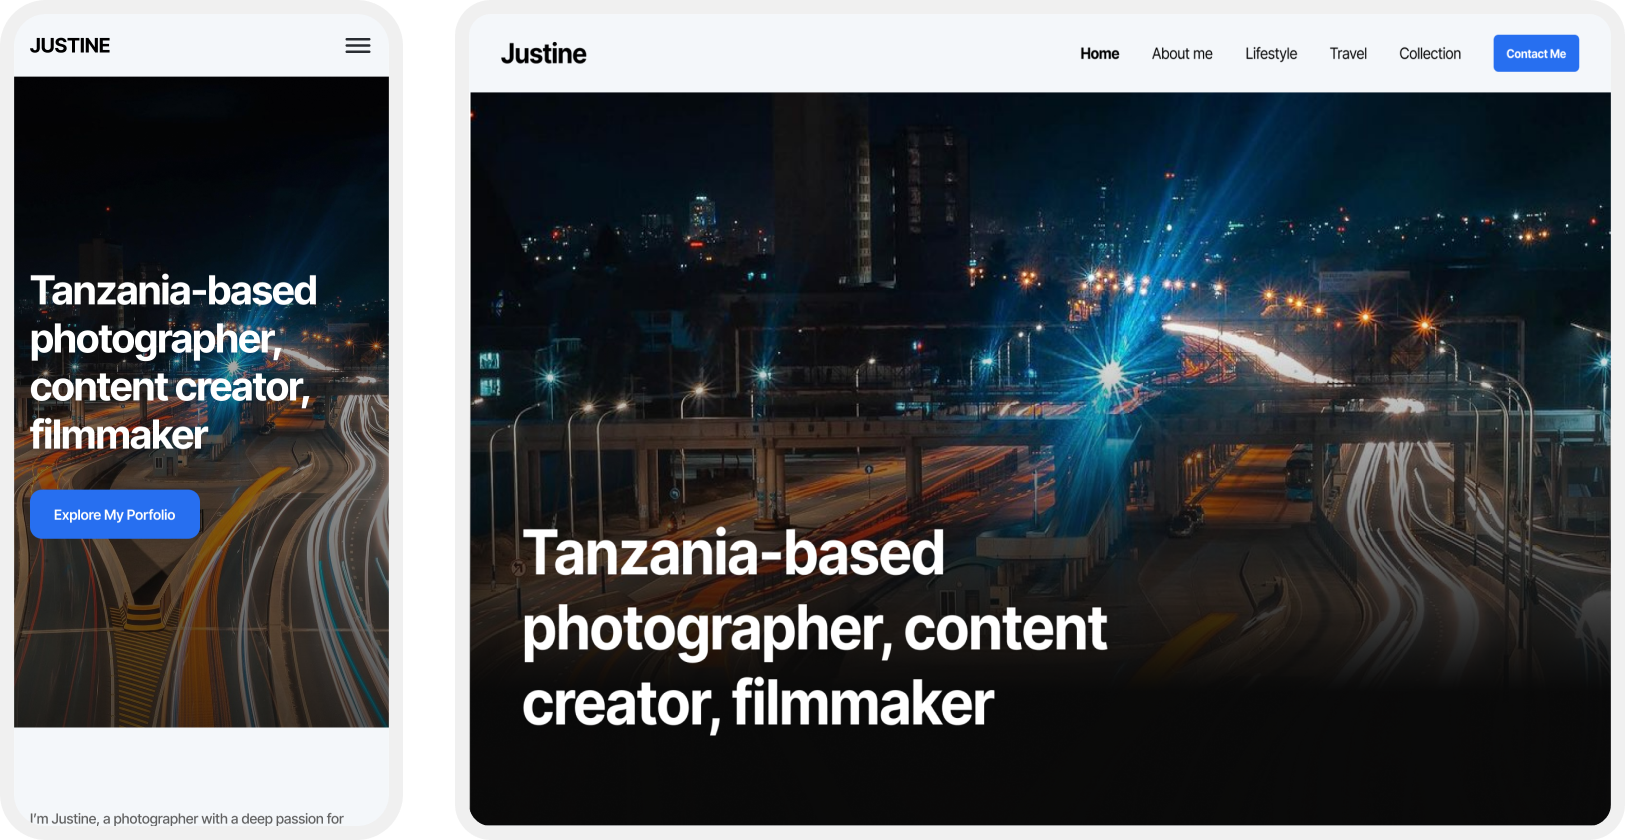 JUSTINE
Tanzania-based
photographer,
content creator,
filmmaker
Explore My Porfolio
I'm Justine, a photographer with a deep passion for
Justine
Home About me Lifestyle Travel Collection Contact Me
Tanzania-based
photographer, content
creator, filmmaker